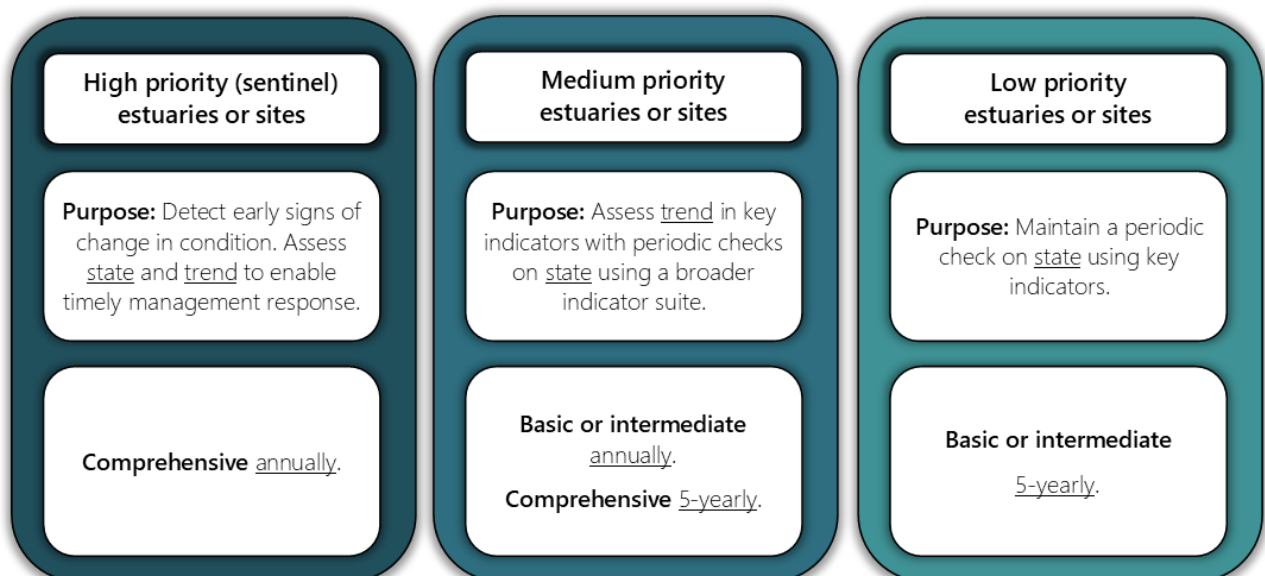 High priority (sentinel)
estuaries or sites
Purpose: Detect early signs of
change in condition. Assess
state and trend to enable
timely management response.
Comprehensive annually.
Medium priority
estuaries or sites
Purpose: Assess trend in key
indicators with periodic checks
on state using a broader
indicator suite.
Basic or intermediate
annually.
Comprehensive 5-yearly.
Low priority
estuaries or sites
Purpose: Maintain a periodic
check on state using key
indicators.
Basic or intermediate
5-yearly.